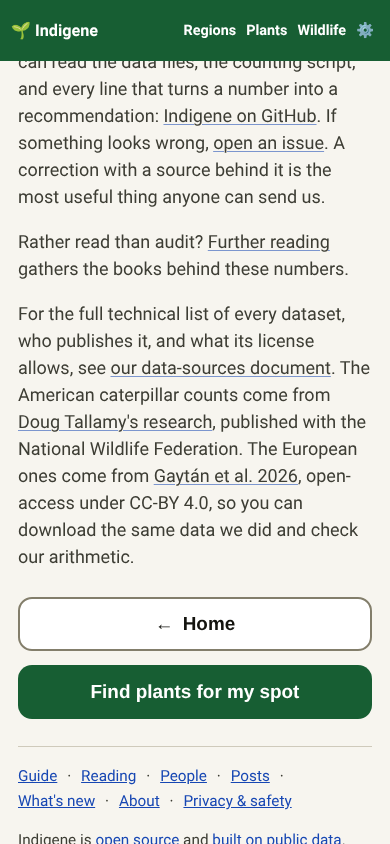 🌱 Indigene Regions Plants Wildlife ⚙️
can read the data files, the counting script,
and every line that turns a number into a
recommendation: Indigene on GitHub. If
something looks wrong, open an issue. A
correction with a source behind it is the
most useful thing anyone can send us.
Rather read than audit? Further reading
gathers the books behind these numbers.
For the full technical list of every dataset,
who publishes it, and what its license
allows, see our data-sources document. The
American caterpillar counts come from
Doug Tallamy's research, published with the
National Wildlife Federation. The European
ones come from Gaytán et al. 2026, open-
access under CC-BY 4.0, so you can
download the same data we did and check
our arithmetic.
← Home
Find plants for my spot
Guide · Reading · People · Posts ·
What's new · About · Privacy & safety
Indigene is open source and built on public data.